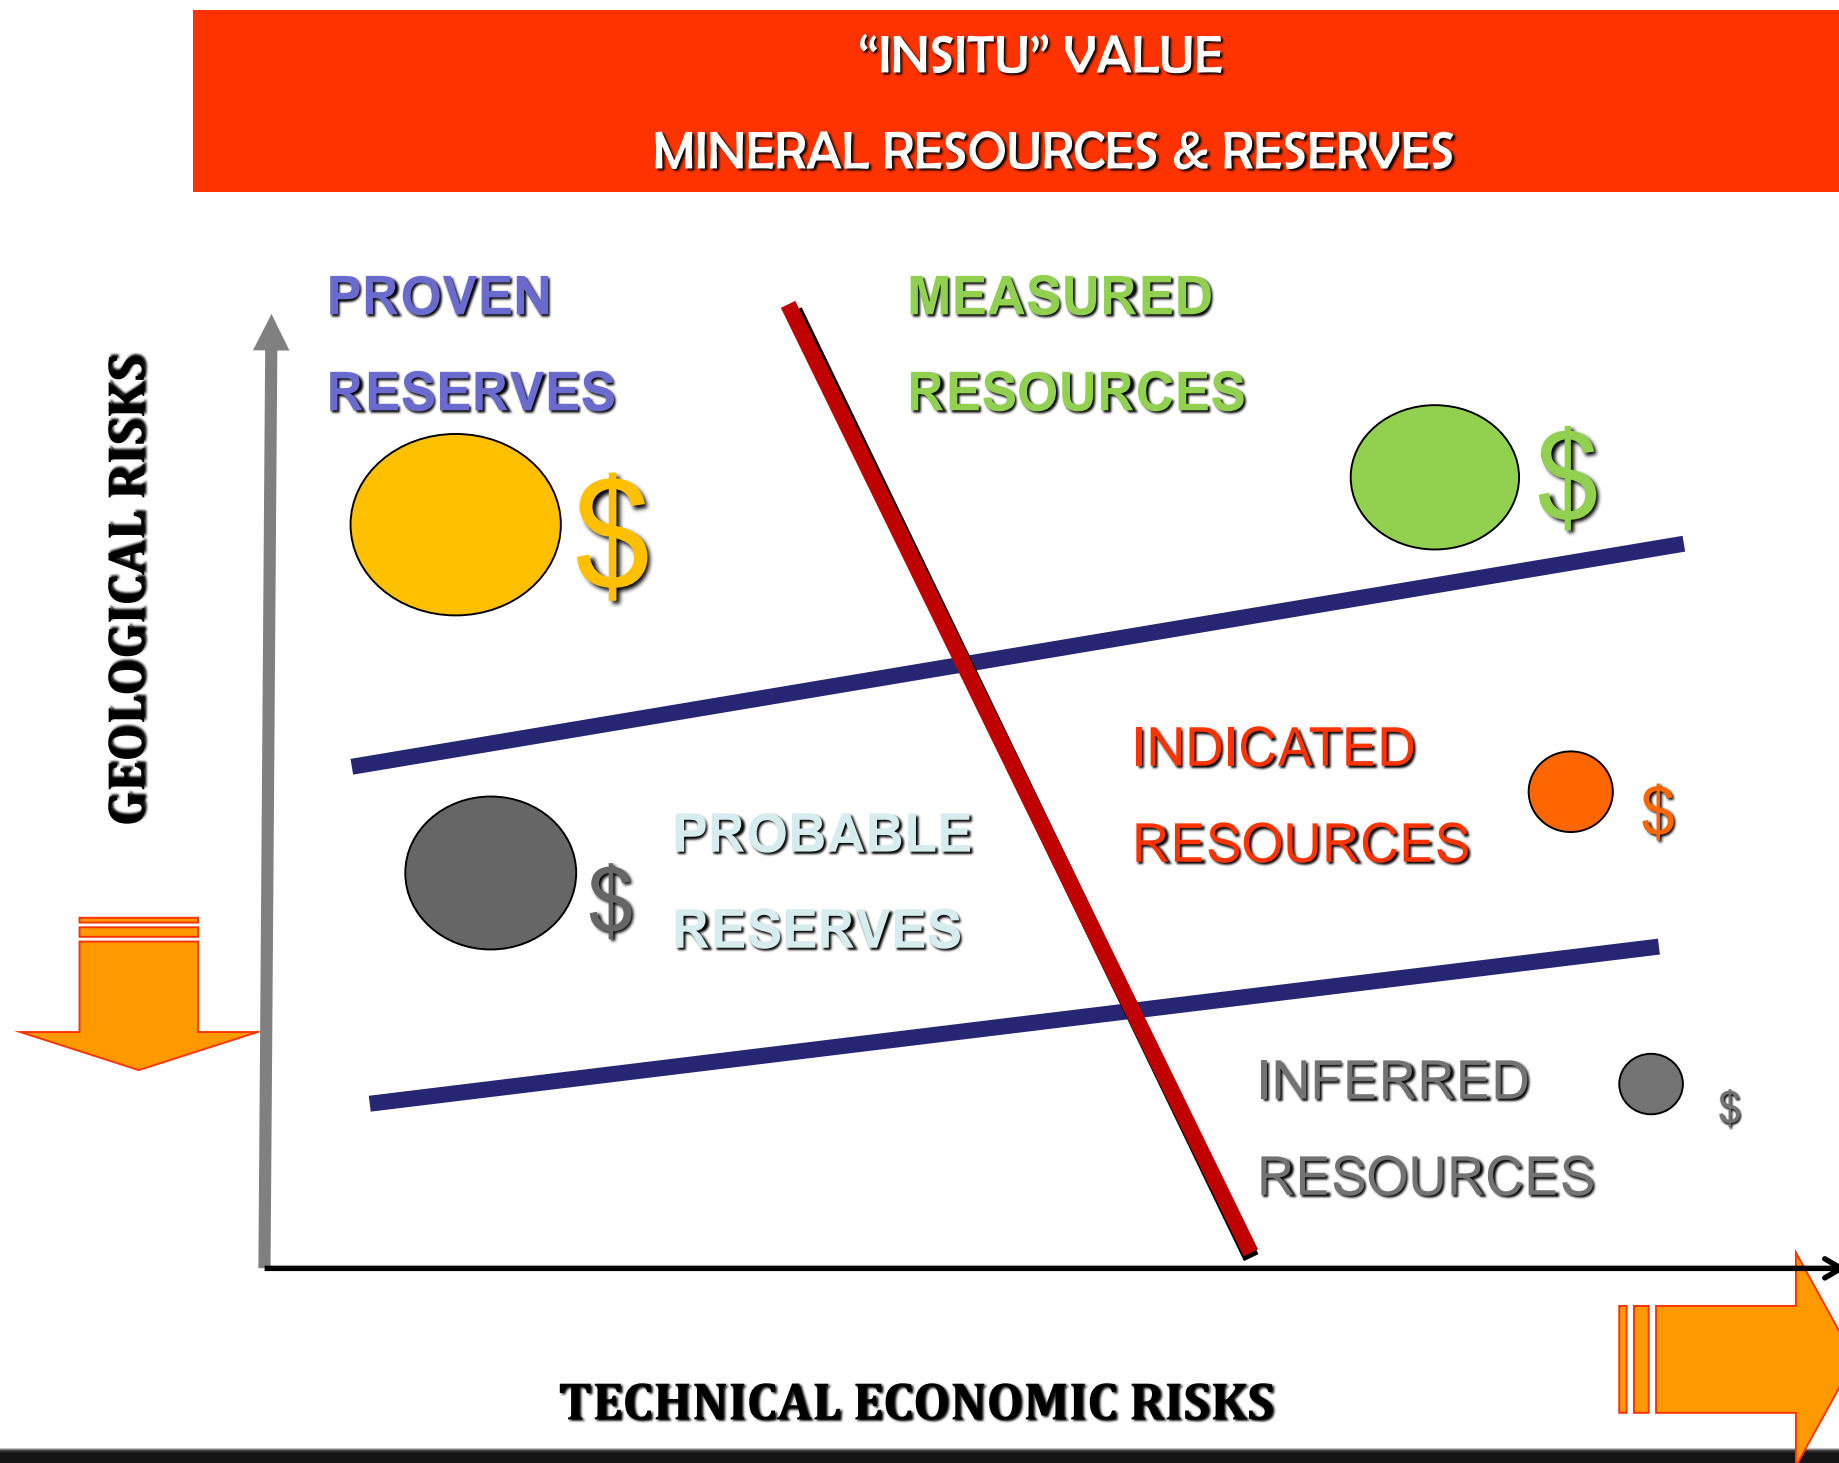 “INSITU” VALUE
MINERAL RESOURCES & RESERVES
PROVEN
RESERVES
$
MEASURED
RESOURCES
$
GEOLOGICAL RISKS
INDICATED
RESOURCES
$
$
PROBABLE
RESERVES
INFERRED
RESOURCES
$
TECHNICAL ECONOMIC RISKS